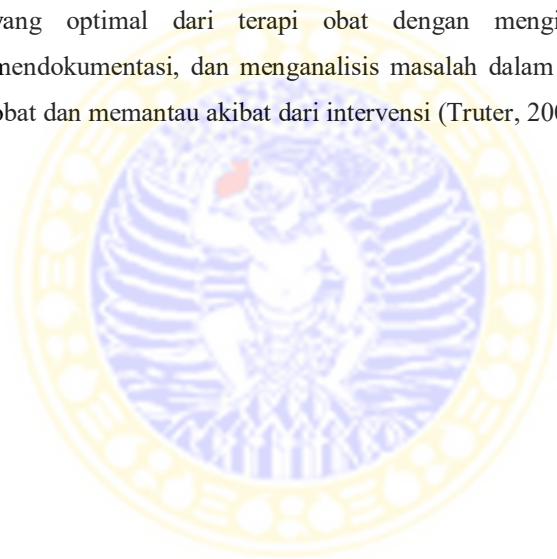 yang optimal dari terapi obat dengan mengi
mendokumentasi, dan menganalisis masalah dalam
obat dan memantau akibat dari intervensi (Truter, 200